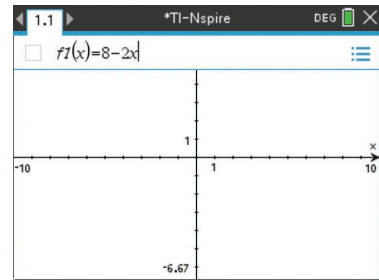 1.1 *TI-Nspire DEG
f1(x)=8−2x
1
x
-10 1 10
-6.67